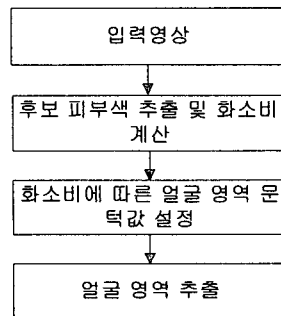 입력영상
후보 피부색 추출 및 화소비
계산
화소비에 따른 얼굴 영역 문
턱값 설정
얼굴 영역 추출